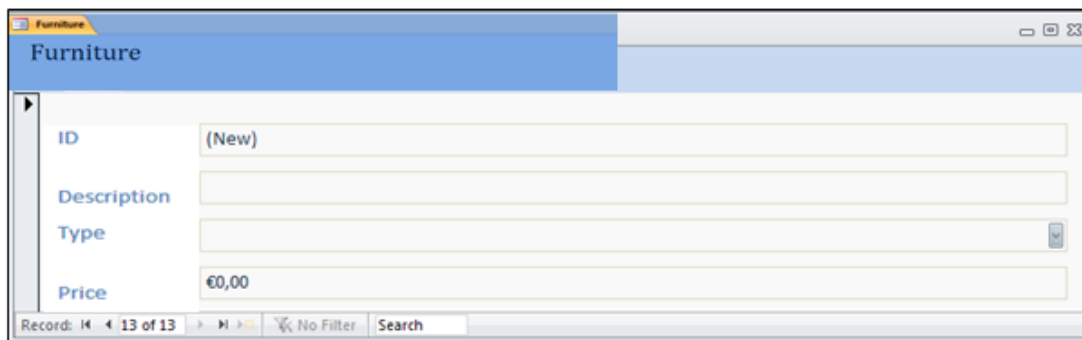 Furniture
Furniture
ID (New)
Description
Type
Price €0,00
Record: 13 of 13 No Filter Search